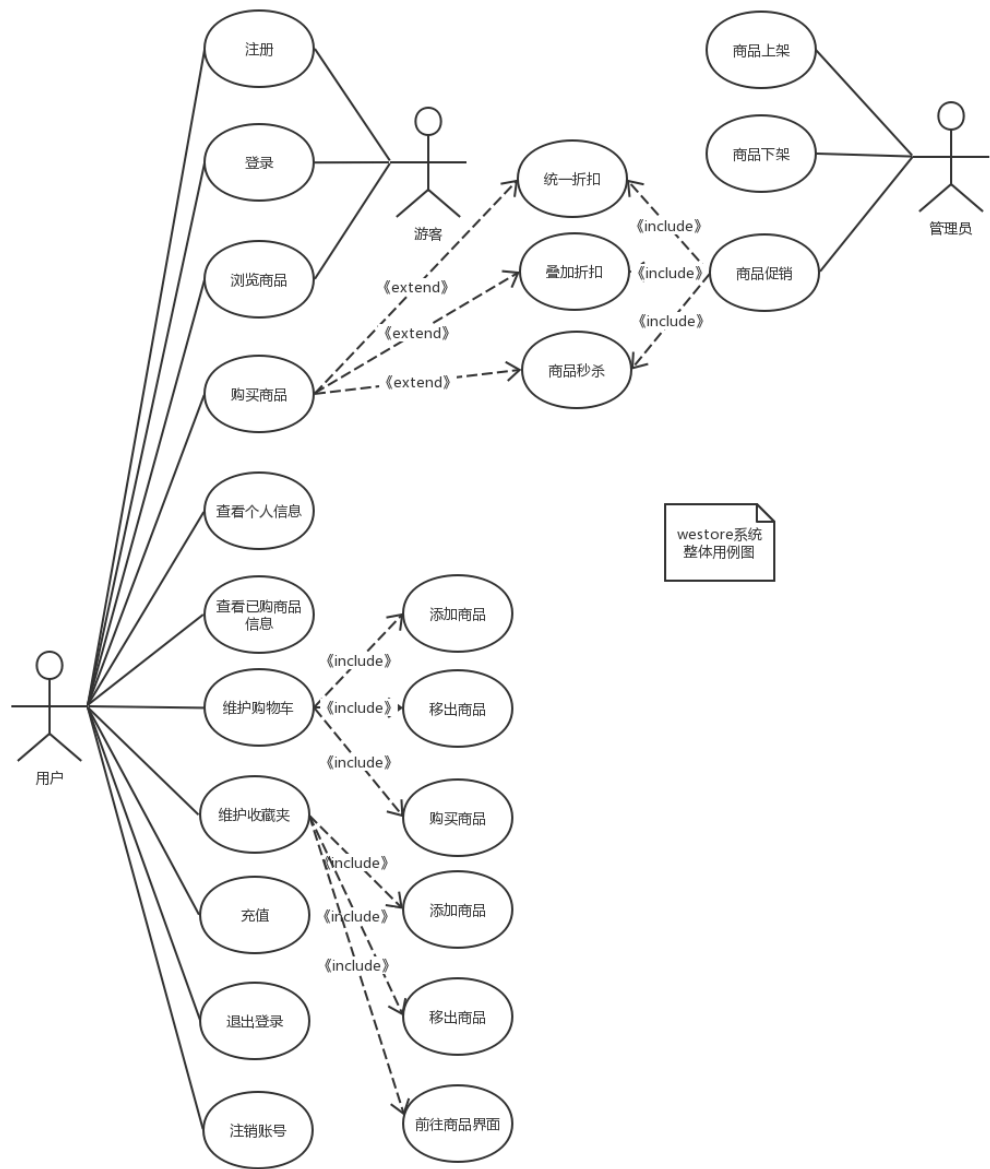 注册
商品上架
登录
商品下架
统一折扣
游客
管理员
《include》
浏览商品
叠加折扣
《include》
商品促销
《extend》
《include》
《extend》
商品秒杀
《extend》
购买商品
查看个人信息
westore系统
整体用例图
查看已购商品
信息
添加商品
《include》
维护购物车
《include》
移出商品
用户
《include》
维护收藏夹
购买商品
《include》
充值
《include》
添加商品
《include》
退出登录
移出商品
注销账号
前往商品界面